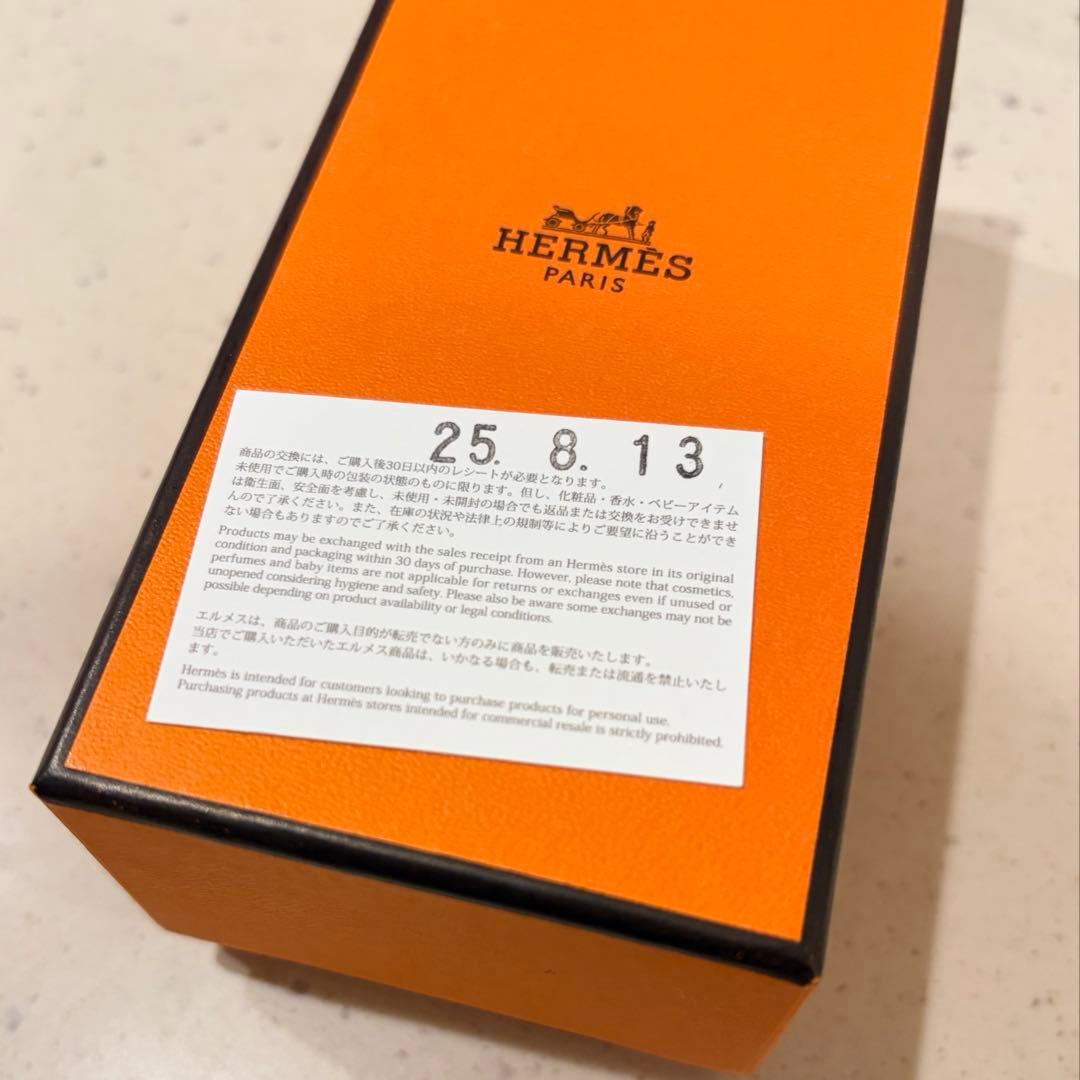 HERMÈS
PARIS
25. 8. 13
商品の交換には、ご購入後30日以内のレシートが必要となります。
未使用でご購入時の包装の状態のものに限ります。但し、化粧品・香水・ベビーアイテム
は衛生面、安全面を考慮し、未使用・未開封の場合でも返品または交換をお受けできませ
んので了承ください。また、在庫の状況や法律上の規制等によりご要望に沿うことができ
ない場合もありますのでご了承ください。
Products may be exchanged with the sales receipt from an Hermès store in its original
condition and packaging within 30 days of purchase. However, please note that cosmetics,
perfumes and baby items are not applicable for returns or exchanges even if unused or
unopened considering hygiene and safety. Please also be aware some exchanges may not be
possible depending on product availability or legal conditions.
エルメスは、商品のご購入目的が転売でない方のみに商品を販売いたします。
当店でご購入いただいたエルメス商品は、いかなる場合も、転売または流通を禁止いたし
ます。
Hermès is intended for customers looking to purchase products for personal use.
Purchasing products at Hermès stores intended for commercial resale is strictly prohibited.